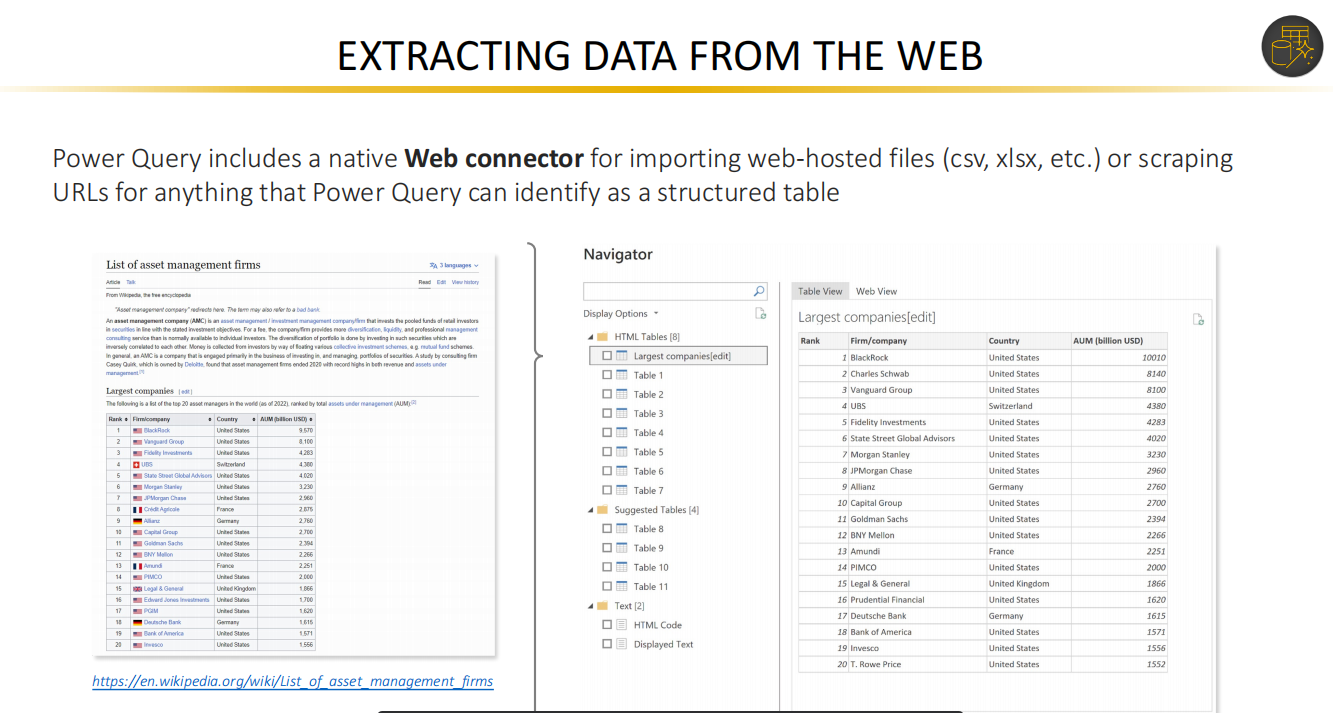 EXTRACTING DATA FROM THE WEB
Power Query includes a native Web connector for importing web-hosted files (csv, xlsx, etc.) or scraping
URLs for anything that Power Query can identify as a structured table
List of asset management firms
3 languages
Article Talk
Read Edit View history
From Wikipedia, the free encyclopedia
"Asset management company" redirects here. The term may also refer to a bad bank.
An asset management company (AMC) is an asset management / investment management company/firm that invests the pooled funds of retail investors
in securities in line with the stated investment objectives. For a fee, the company/firm provides more diversification, liquidity, and professional management
consulting service than is normally available to individual investors. The diversification of portfolio is done by investing in such securities which are
inversely correlated to each other. Money is collected from investors by way of floating various collective investment schemes, e.g. mutual fund schemes.
In general, an AMC is a company that is engaged primarily in the business of investing in, and managing, portfolios of securities. A study by consulting firm
Casey Quirk, which is owned by Deloitte, found that asset management firms ended 2020 with record highs in both revenue and assets under
management.[1]
Largest companies [edit]
The following is a list of the top 20 asset managers in the world (as of 2022), ranked by total assets under management (AUM):[2]
Rank Firm/company Country AUM (billion USD)
1 BlackRock United States 9,570
2 Vanguard Group United States 8,100
3 Fidelity Investments United States 4,283
4 UBS Switzerland 4,380
5 State Street Global Advisors United States 4,020
6 Morgan Stanley United States 3,230
7 JPMorgan Chase United States 2,960
8 Crédit Agricole France 2,875
9 Allianz Germany 2,760
10 Capital Group United States 2,700
11 Goldman Sachs United States 2,394
12 BNY Mellon United States 2,266
13 Amundi France 2,251
14 PIMCO United States 2,000
15 Legal & General United Kingdom 1,866
16 Edward Jones Investments United States 1,700
17 PGIM United States 1,620
18 Deutsche Bank Germany 1,615
19 Bank of America United States 1,571
20 Invesco United States 1,556
https://en.wikipedia.org/wiki/List_of_asset_management_firms
Navigator
Display Options
HTML Tables [8]
Largest companies[edit]
Table 1
Table 2
Table 3
Table 4
Table 5
Table 6
Table 7
Suggested Tables [4]
Table 8
Table 9
Table 10
Table 11
Text [2]
HTML Code
Displayed Text
Table View Web View
Largest companies[edit]
Rank Firm/company Country AUM (billion USD)
1 BlackRock United States 10010
2 Charles Schwab United States 8140
3 Vanguard Group United States 8100
4 UBS Switzerland 4380
5 Fidelity Investments United States 4283
6 State Street Global Advisors United States 4020
7 Morgan Stanley United States 3230
8 JPMorgan Chase United States 2960
9 Allianz Germany 2760
10 Capital Group United States 2700
11 Goldman Sachs United States 2394
12 BNY Mellon United States 2266
13 Amundi France 2251
14 PIMCO United States 2000
15 Legal & General United Kingdom 1866
16 Prudential Financial United States 1620
17 Deutsche Bank Germany 1615
18 Bank of America United States 1571
19 Invesco United States 1556
20 T. Rowe Price United States 1552